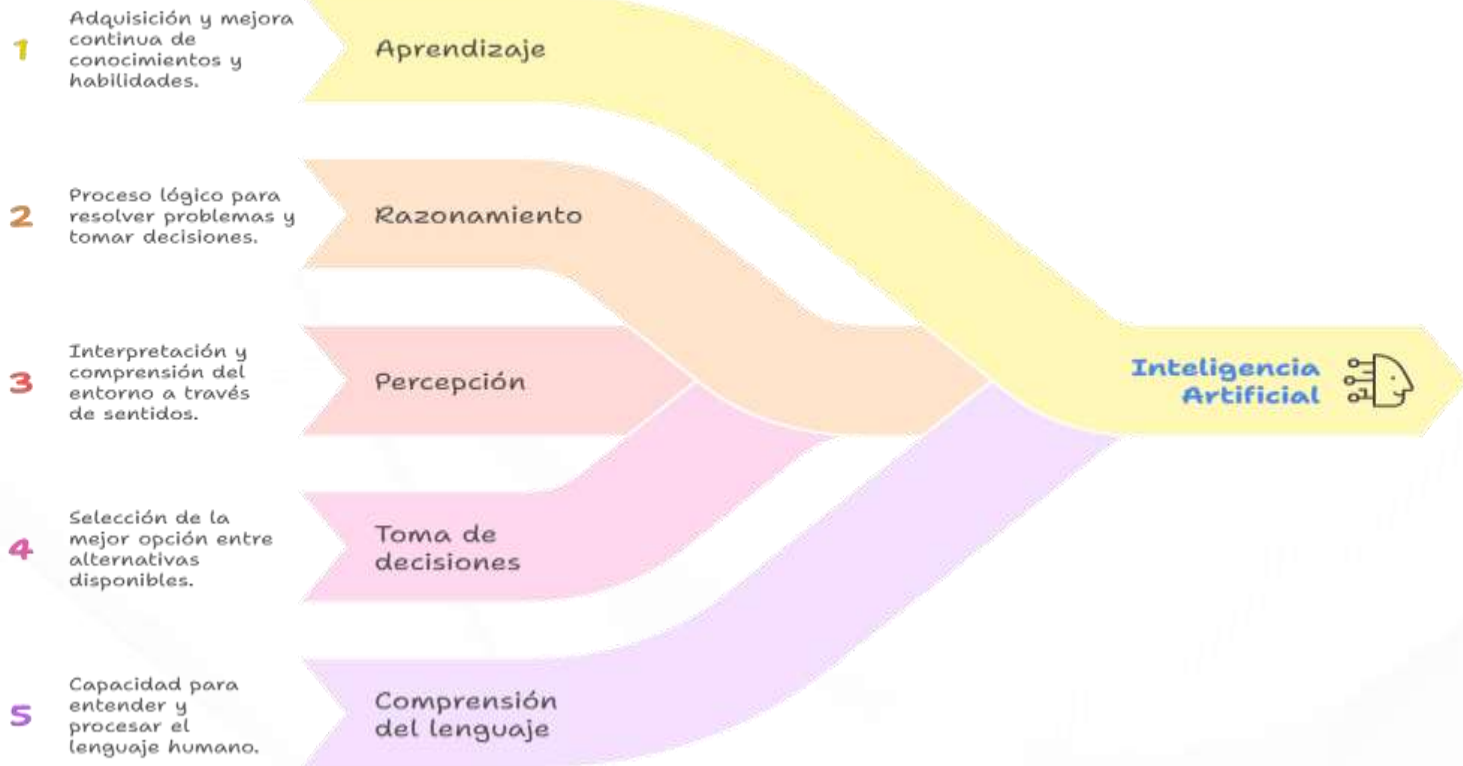 1
Adquisición y mejora
continua de
conocimientos y
habilidades.
Aprendizaje
2
Proceso lógico para
resolver problemas y
tomar decisiones.
Razonamiento
3
Interpretación y
comprensión del
entorno a través
de sentidos.
Percepción
Inteligencia
Artificial
4
Selección de la
mejor opción entre
alternativas
disponibles.
Toma de
decisiones
5
Capacidad para
entender y
procesar el
lenguaje humano.
Comprensión
del lenguaje